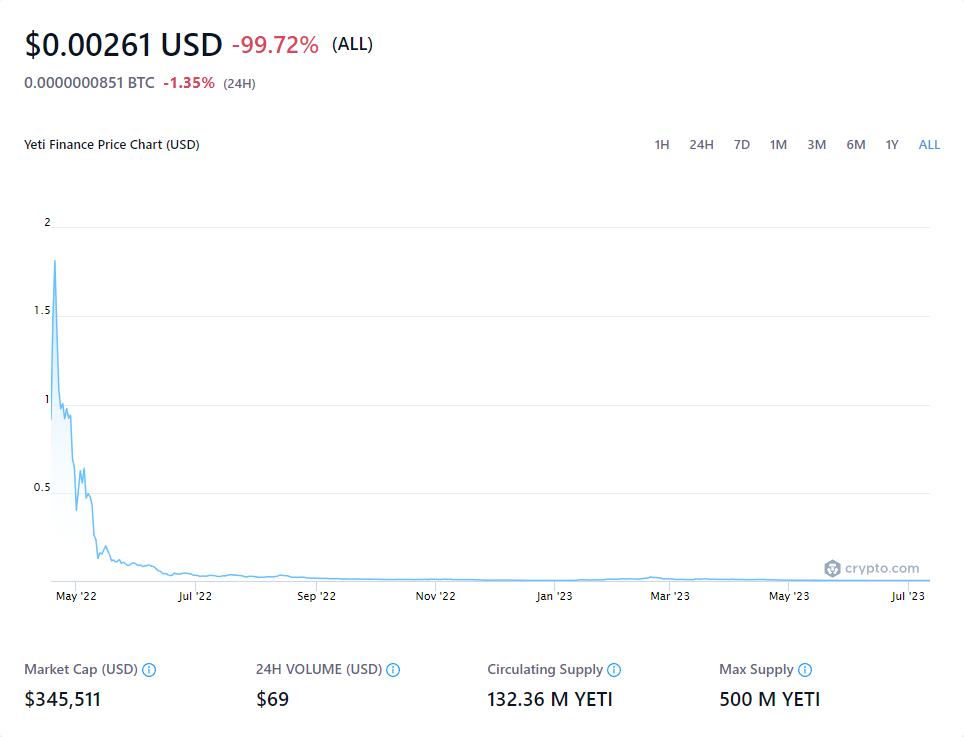 $0.00261 USD -99.72% (ALL)
0.0000000851 BTC -1.35% (24H)
Yeti Finance Price Chart (USD) 1H 24H 7D 1M 3M 6M 1Y ALL
2
1.5
1
0.5
crypto.com
May '22 Jul '22 Sep '22 Nov '22 Jan '23 Mar '23 May '23 Jul '23
Market Cap (USD) 24H VOLUME (USD) Circulating Supply Max Supply
$345,511 $69 132.36 M YETI 500 M YETI